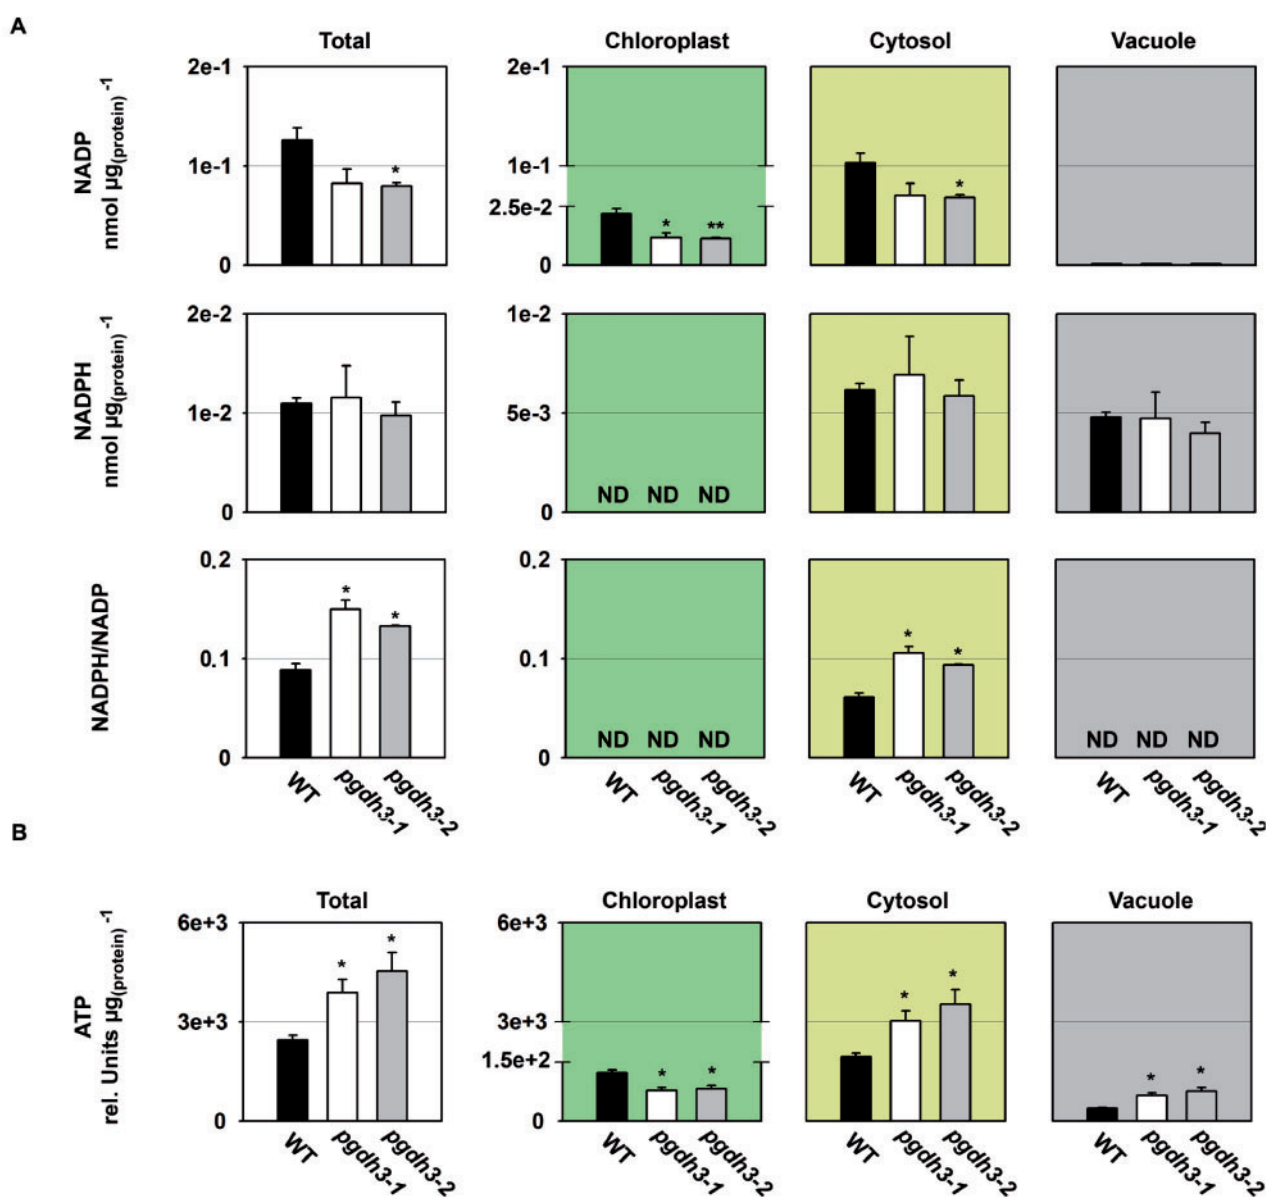 A
Total Chloroplast Cytosol Vacuole
NADP
nmol µg(protein)⁻¹
2e-1
1e-1
0
2e-1
1e-1
2.5e-2
0
*
* **
*
NADPH
nmol µg(protein)⁻¹
2e-2
1e-2
0
1e-2
5e-3
0
ND ND ND
NADPH/NADP
0.2
0.1
0
* *
0.2
0.1
0
ND ND ND
* *
ND ND ND
WT pgdh3-1 pgdh3-2
WT pgdh3-1 pgdh3-2
WT pgdh3-1 pgdh3-2
WT pgdh3-1 pgdh3-2
B
Total Chloroplast Cytosol Vacuole
ATP
rel. Units µg(protein)⁻¹
6e+3
3e+3
0
* *
6e+3
3e+3
1.5e+2
0
* *
* *
* *
WT pgdh3-1 pgdh3-2
WT pgdh3-1 pgdh3-2
WT pgdh3-1 pgdh3-2
WT pgdh3-1 pgdh3-2